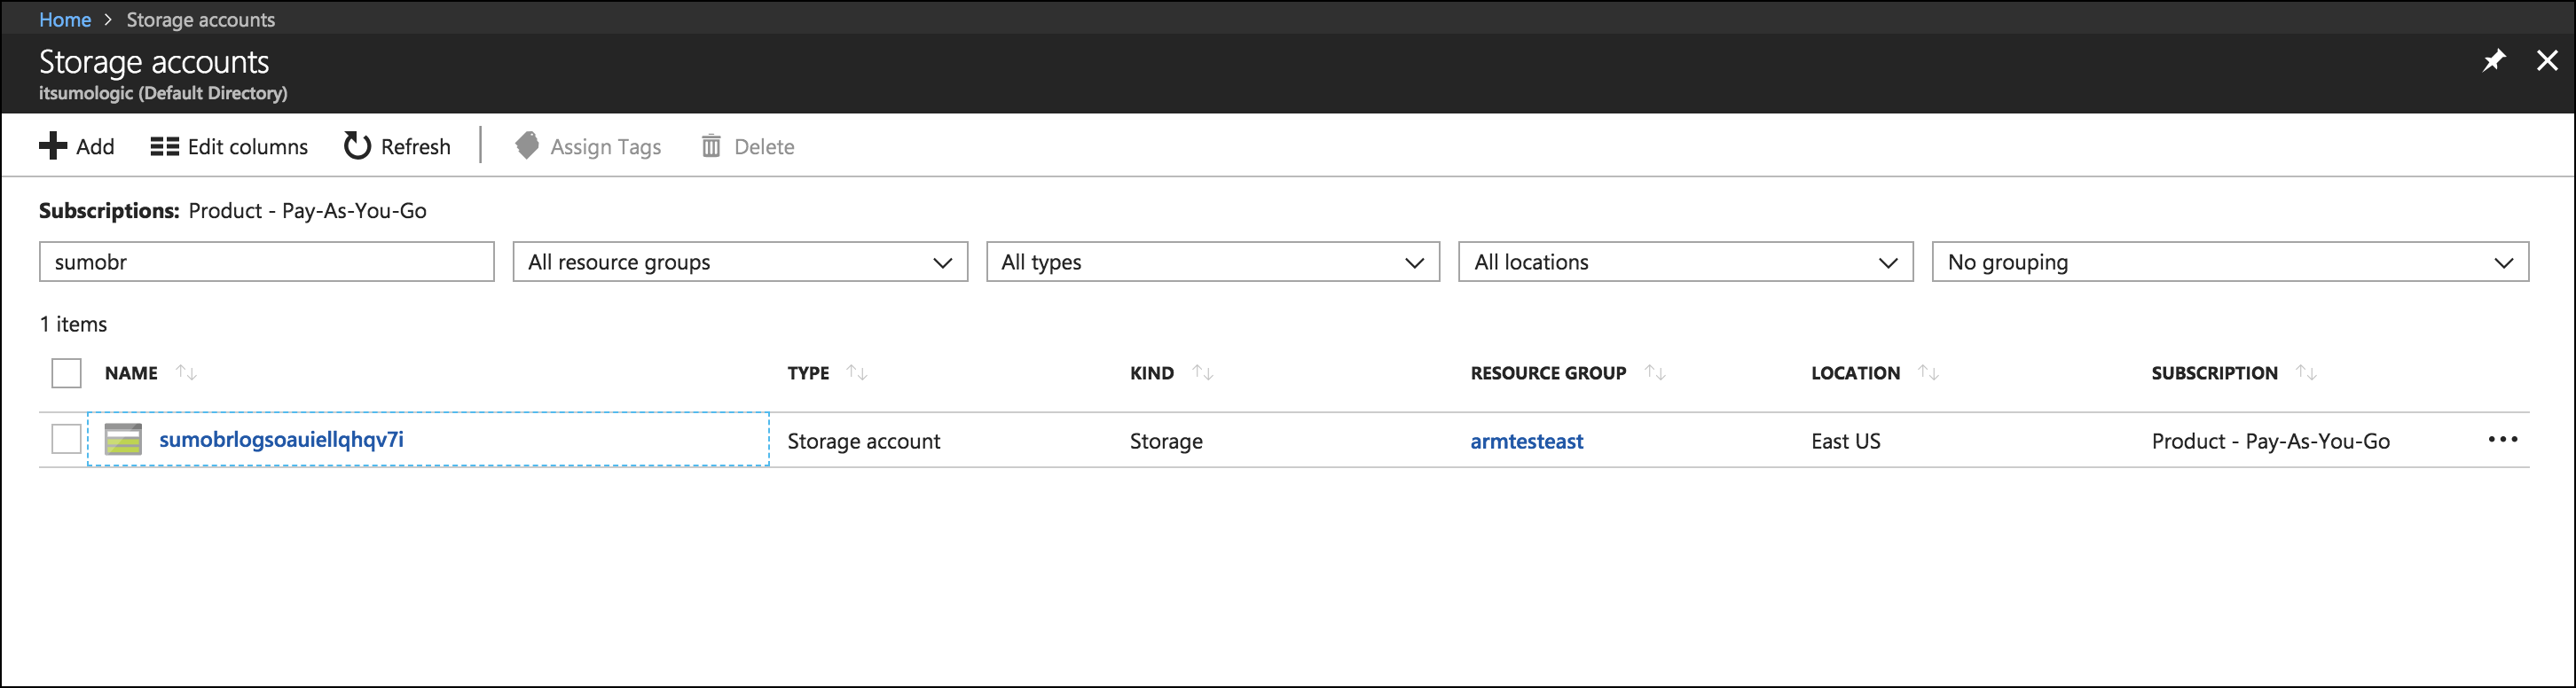 Home > Storage accounts
Storage accounts
itsumologic (Default Directory)
Add Edit columns Refresh Assign Tags Delete
Subscriptions: Product - Pay-As-You-Go
sumobr All resource groups All types All locations No grouping
1 items
NAME TYPE KIND RESOURCE GROUP LOCATION SUBSCRIPTION
sumobrlogsoauiellqhqv7i Storage account Storage armtesteast East US Product - Pay-As-You-Go